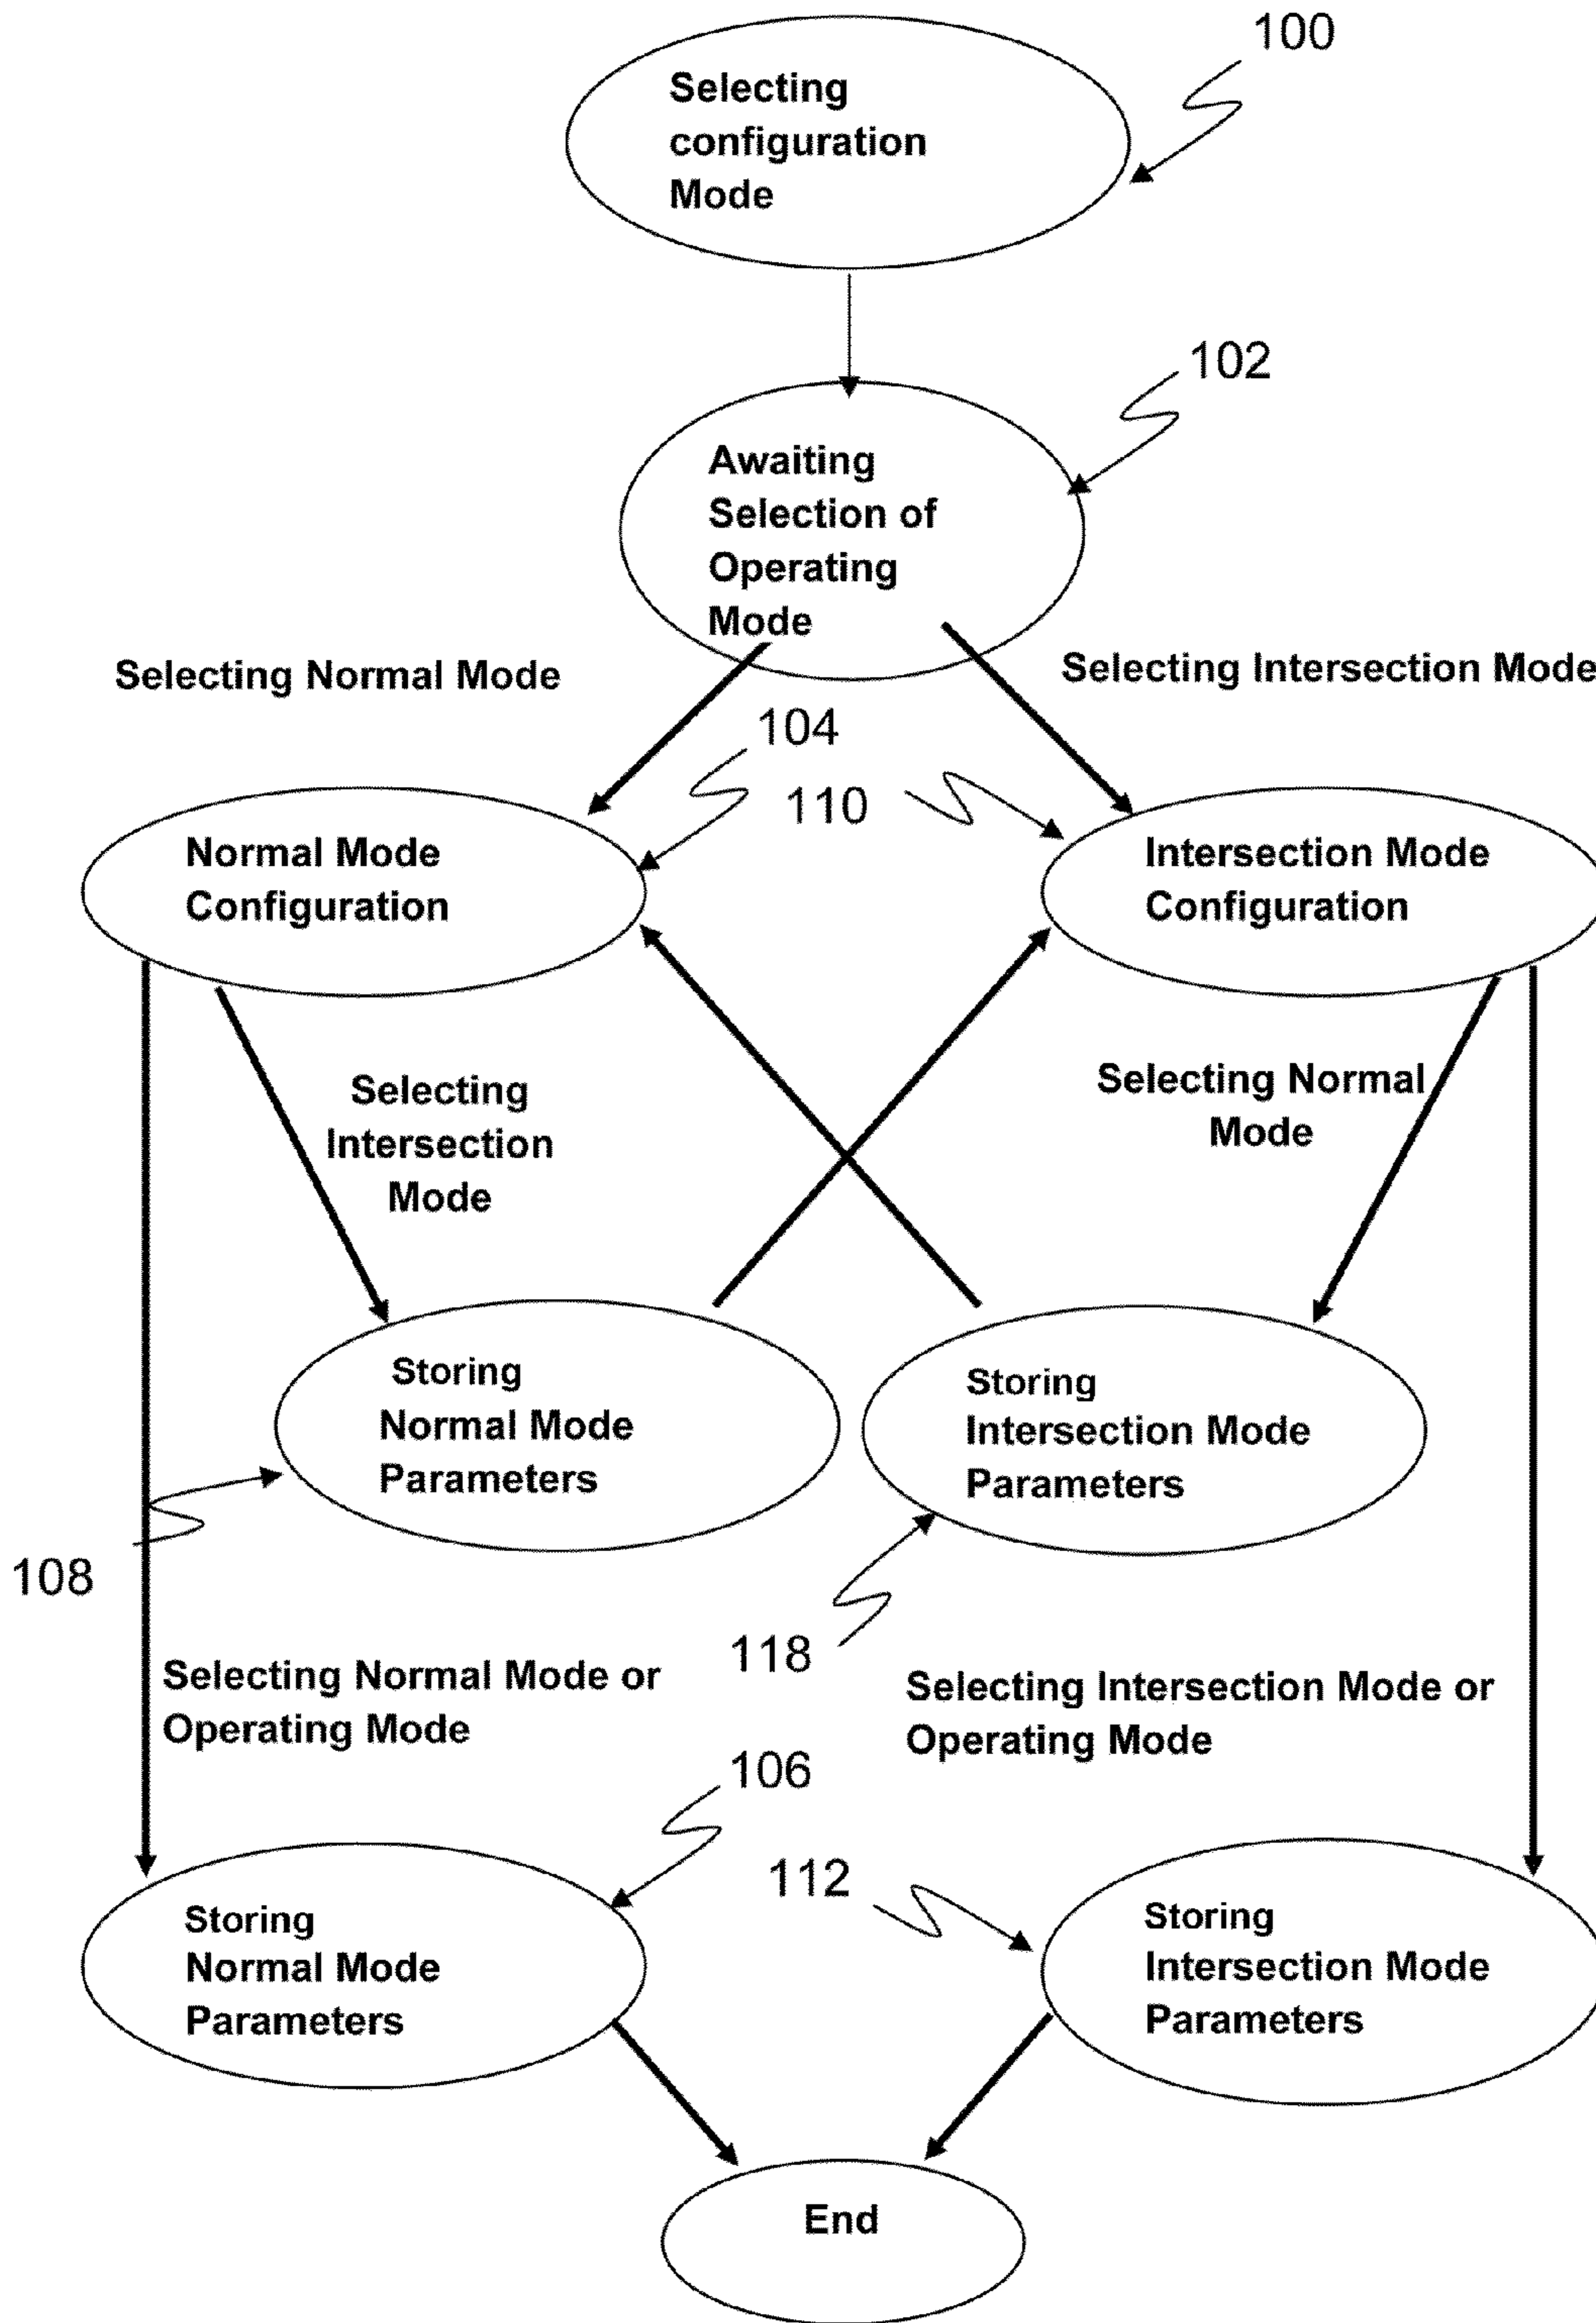 100
Selecting
configuration
Mode
102
Awaiting
Selection of
Operating
Mode
Selecting Normal Mode
Selecting Intersection Mode
104
110
Normal Mode
Configuration
Intersection Mode
Configuration
Selecting
Intersection
Mode
Selecting Normal
Mode
Storing
Normal Mode
Parameters
Storing
Intersection Mode
Parameters
108
118
Selecting Normal Mode or
Operating Mode
Selecting Intersection Mode or
Operating Mode
106
112
Storing
Normal Mode
Parameters
Storing
Intersection Mode
Parameters
End